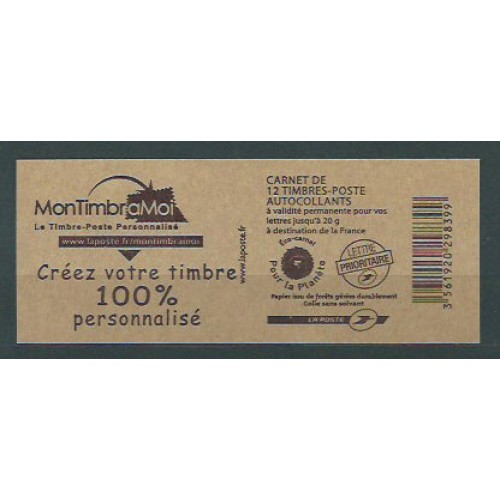 MonTimbraMoi
Le Timbre-Poste Personnalisé
www.laposte.fr/montimbramoi
Créez votre timbre
100%
personnalisé
www.laposte.fr
CARNET DE
12 TIMBRES-POSTE
AUTOCOLLANTS
à validité permanente pour vos
lettres jusqu'à 20 g
à destination de la France
Eco-carnet
Pour la Planète
LETTRE
PRIORITAIRE
Papier issu de forêts gérées durablement
Colle sans solvant
LA POSTE
3 561920 298399